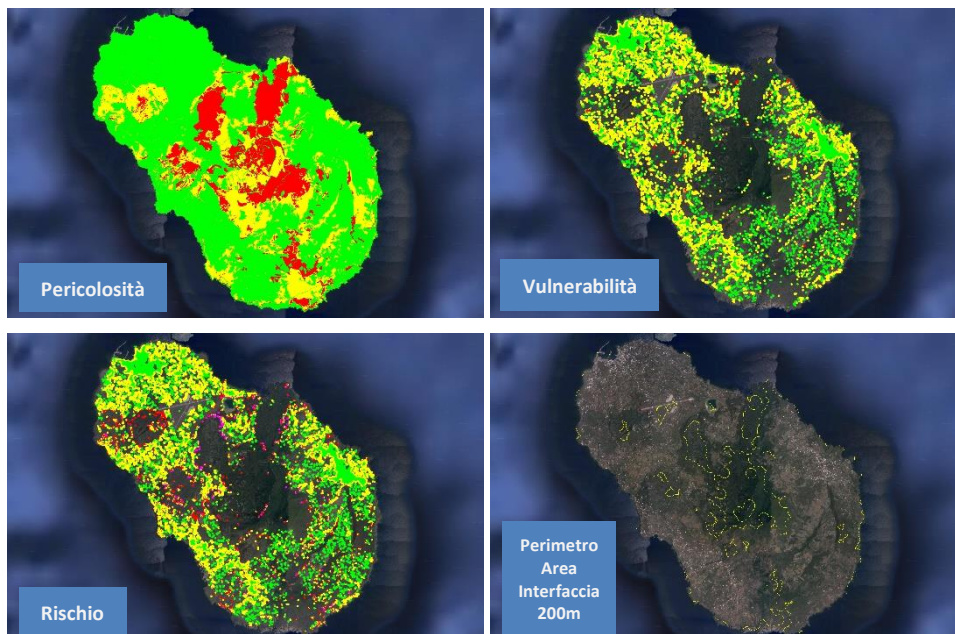 Pericolosità
Vulnerabilità
Rischio
Perimetro
Area
Interfaccia
200m